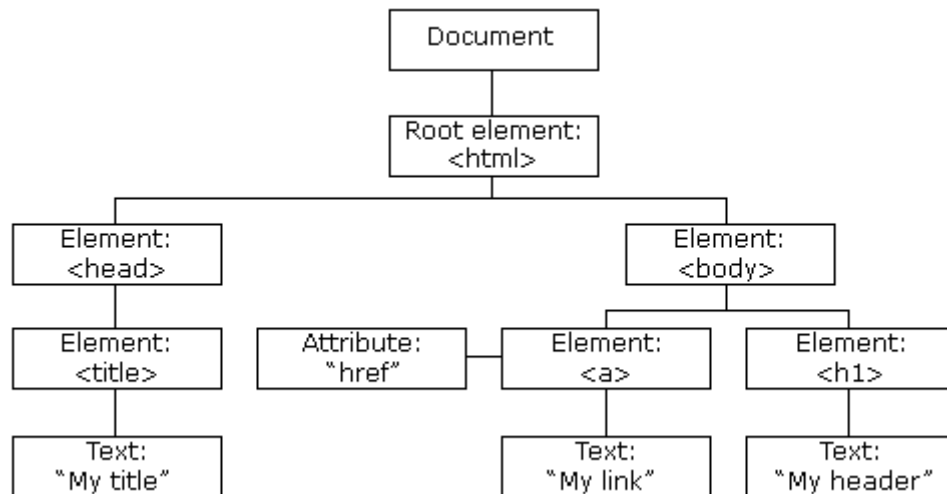 Document
Root element:
<html>
Element:
<head>
Element:
<body>
Element:
<title>
Attribute:
“href”
Element:
<a>
Element:
<h1>
Text:
“My title”
Text:
“My link”
Text:
“My header”